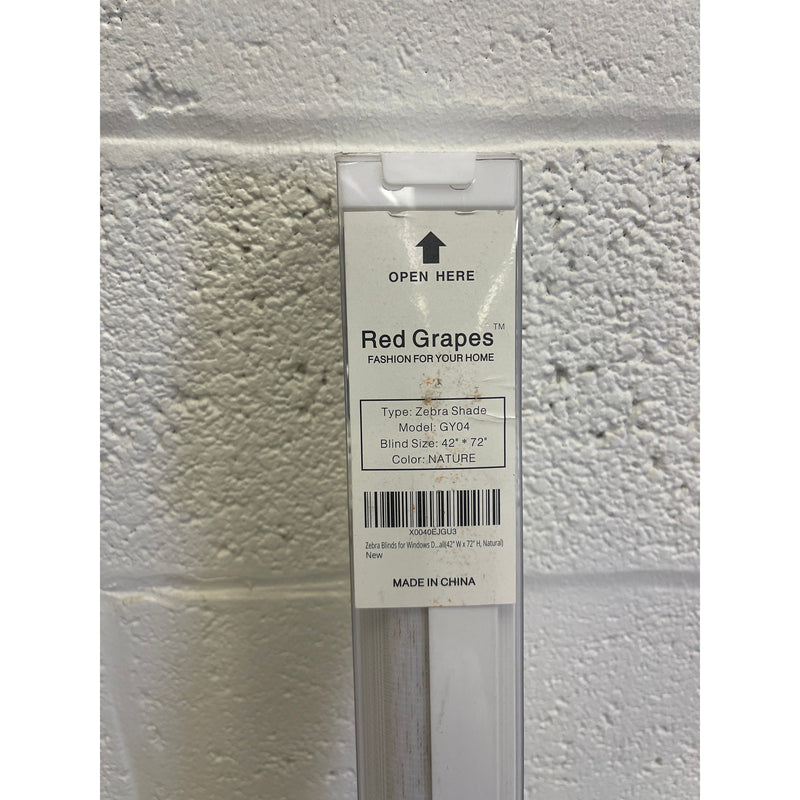 OPEN HERE
Red Grapes™
FASHION FOR YOUR HOME
Type: Zebra Shade
Model: GY04
Blind Size: 42" * 72"
Color: NATURE
X0040EJGU3
Zebra Blinds for Windows D...all(42" W x 72" H, Natural)
New
MADE IN CHINA